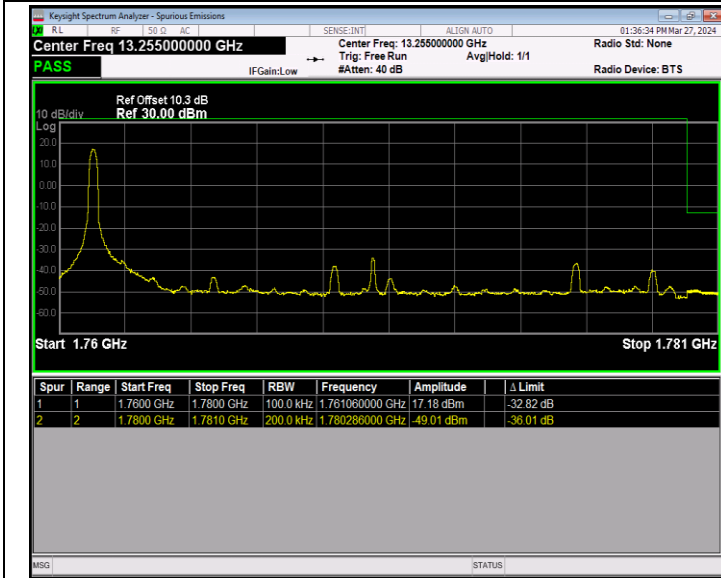 Keysight Spectrum Analyzer - Spurious Emissions
RL RF 50 Ω AC SENSE:INT ALIGN AUTO 01:36:34 PM Mar 27, 2024
Center Freq 13.255000000 GHz Center Freq: 13.255000000 GHz Radio Std: None
Trig: Free Run Avg|Hold: 1/1
PASS IFGain:Low #Atten: 40 dB Radio Device: BTS
Ref Offset 10.3 dB
10 dB/div Ref 30.00 dBm
Log
20.0
10.0
0.00
-10.0
-20.0
-30.0
-40.0
-50.0
-60.0
Start 1.76 GHz Stop 1.781 GHz
Spur Range Start Freq Stop Freq RBW Frequency Amplitude Δ Limit
1 1 1.7600 GHz 1.7800 GHz 100.0 kHz 1.761060000 GHz 17.18 dBm -32.82 dB
2 2 1.7800 GHz 1.7810 GHz 200.0 kHz 1.780286000 GHz -49.01 dBm -36.01 dB
MSG STATUS